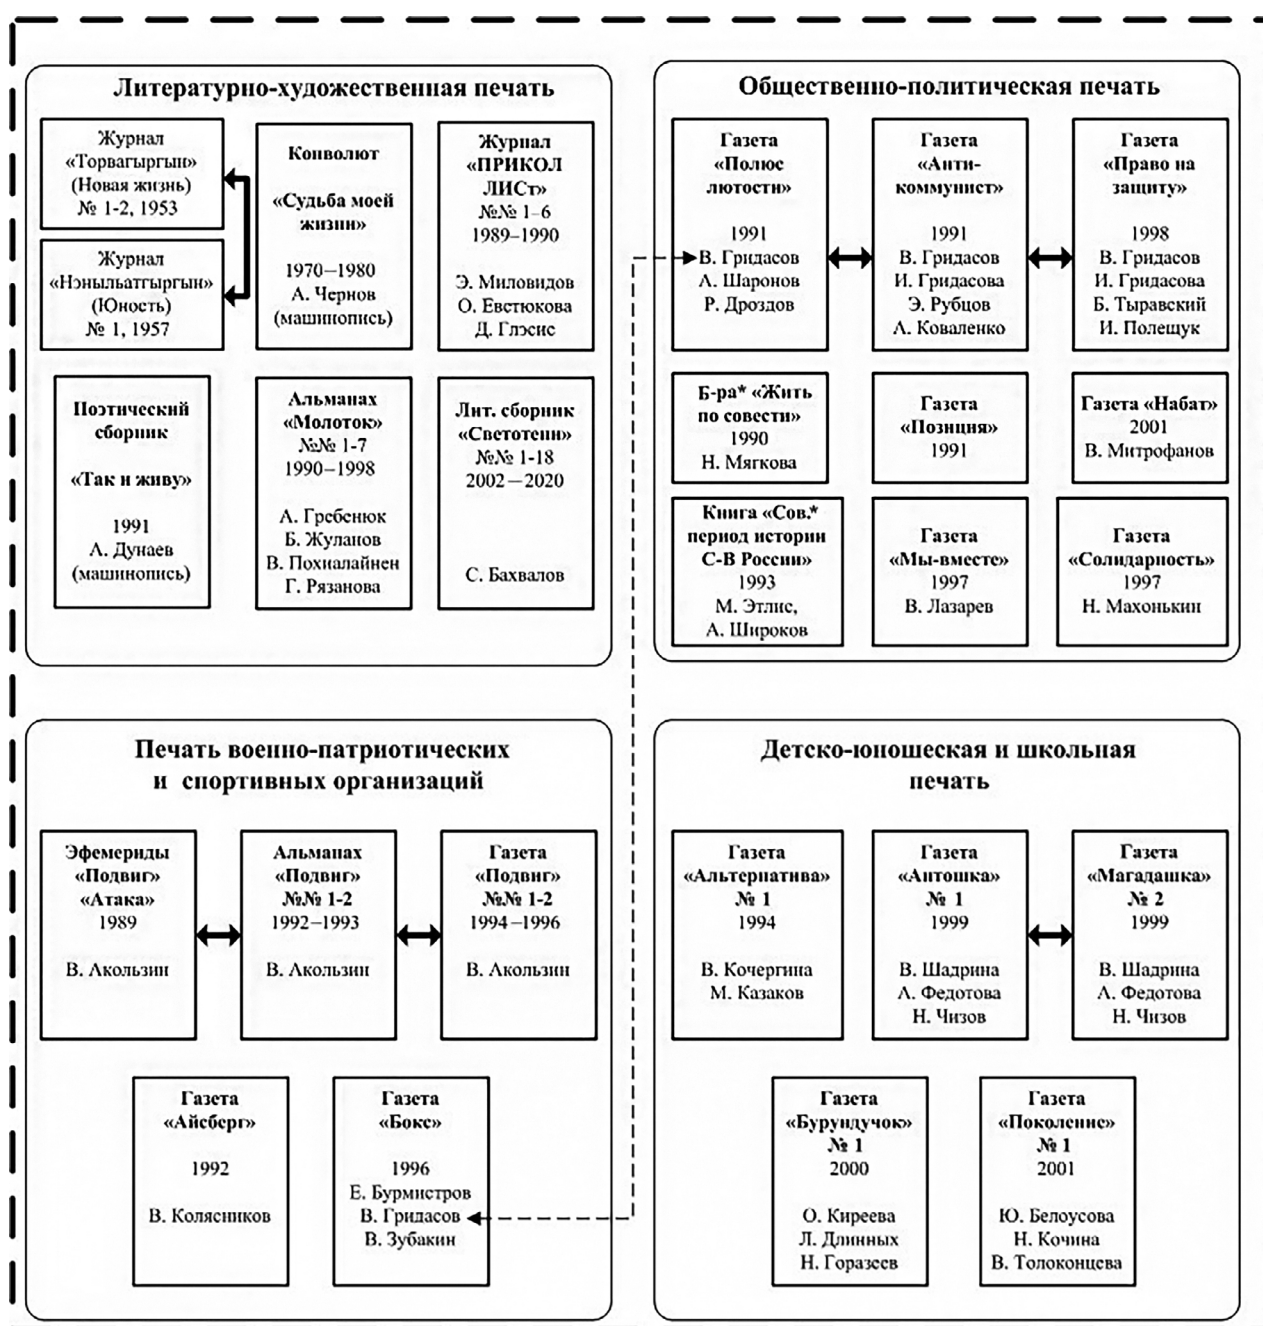 Литературно-художественная печать
Журнал
«Торвагыргын»
(Новая жизнь)
№ 1-2, 1953
Журнал
«Нэныльатгыргын»
(Юность)
№ 1, 1957
Конволют
«Судьба моей
жизни»
1970–1980
А. Чернов
(машинопись)
Журнал
«ПРИКОЛ
ЛИСт»
№№ 1-6
1989–1990
Э. Миловидов
О. Евстюкова
Д. Глэсис
Поэтический
сборник
«Так и живу»
1991
А. Дунаев
(машинопись)
Альманах
«Молоток»
№№ 1-7
1990–1998
А. Гребенюк
Б. Жуланов
В. Похиалайнен
Г. Рязанова
Лит. сборник
«Светотени»
№№ 1-18
2002–2020
С. Бахвалов
Общественно-политическая печать
Газета
«Полюс
лютости»
1991
В. Гридасов
А. Шаронов
Р. Дроздов
Газета
«Анти-
коммунист»
1991
В. Гридасов
И. Гридасова
Э. Рубцов
А. Коваленко
Газета
«Право на
защиту»
1998
В. Гридасов
И. Гридасова
Б. Тыравский
И. Полещук
Б-ра* «Жить
по совести»
1990
Н. Мягкова
Газета
«Позиция»
1991
Газета «Набат»
2001
В. Митрофанов
Книга «Сов.*
период истории
С-В России»
1993
М. Этлис,
А. Широков
Газета
«Мы-вместе»
1997
В. Лазарев
Газета
«Солидарность»
1997
Н. Махонькин
Печать военно-патриотических
и спортивных организаций
Эфемериды
«Подвиг»
«Атака»
1989
В. Акользин
Альманах
«Подвиг»
№№ 1-2
1992–1993
В. Акользин
Газета
«Подвиг»
№№ 1-2
1994–1996
В. Акользин
Газета
«Айсберг»
1992
В. Колясников
Газета
«Бокс»
1996
Е. Бурмистров
В. Гридасов
В. Зубакин
Детско-юношеская и школьная
печать
Газета
«Альтернатива»
№ 1
1994
В. Кочергина
М. Казаков
Газета
«Антошка»
№ 1
1999
В. Шадрина
А. Федотова
Н. Чизов
Газета
«Магадашка»
№ 2
1999
В. Шадрина
А. Федотова
Н. Чизов
Газета
«Бурундучок»
№ 1
2000
О. Киреева
Л. Длинных
Н. Горазеев
Газета
«Поколение»
№ 1
2001
Ю. Белоусова
Н. Кочина
В. Толоконцева